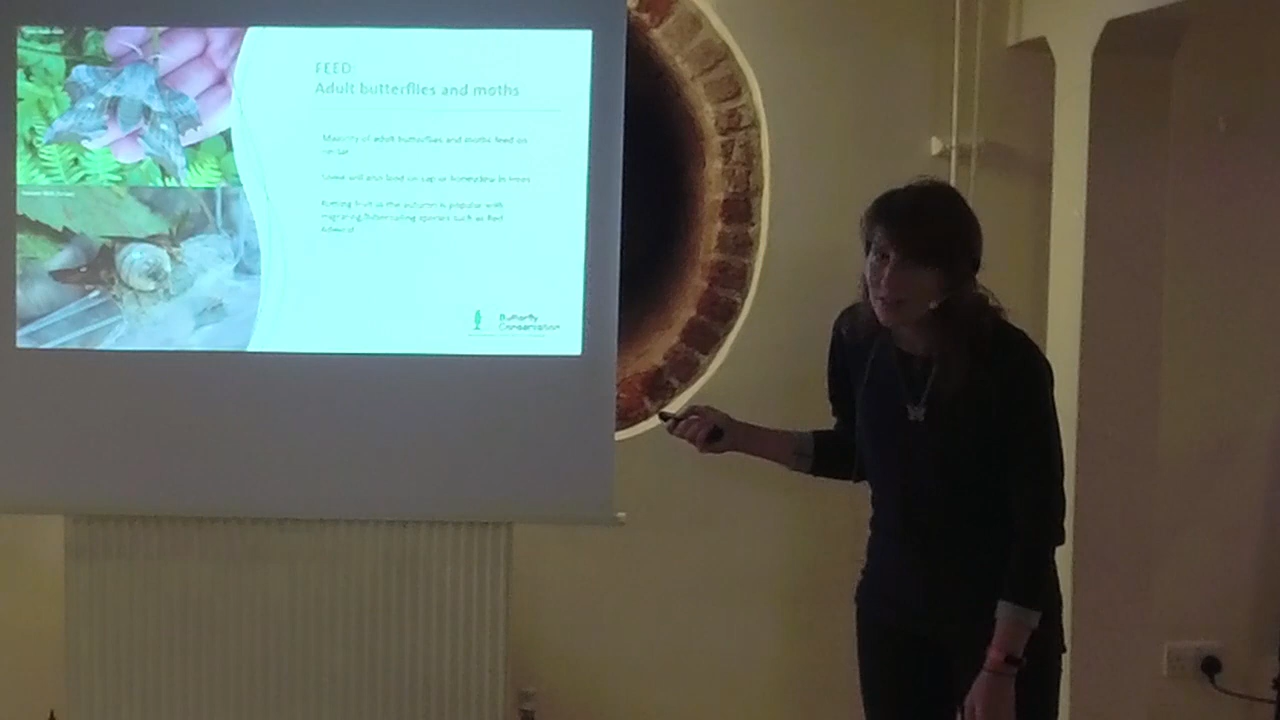 FEED:
Adult butterflies and moths
Majority of adult butterflies and moths feed on
nectar
Some will also feed on sap or honeydew in trees
Rotting fruit in the autumn is popular with
migrating/hibernating species such as Red
Admiral
Butterfly
Conservation